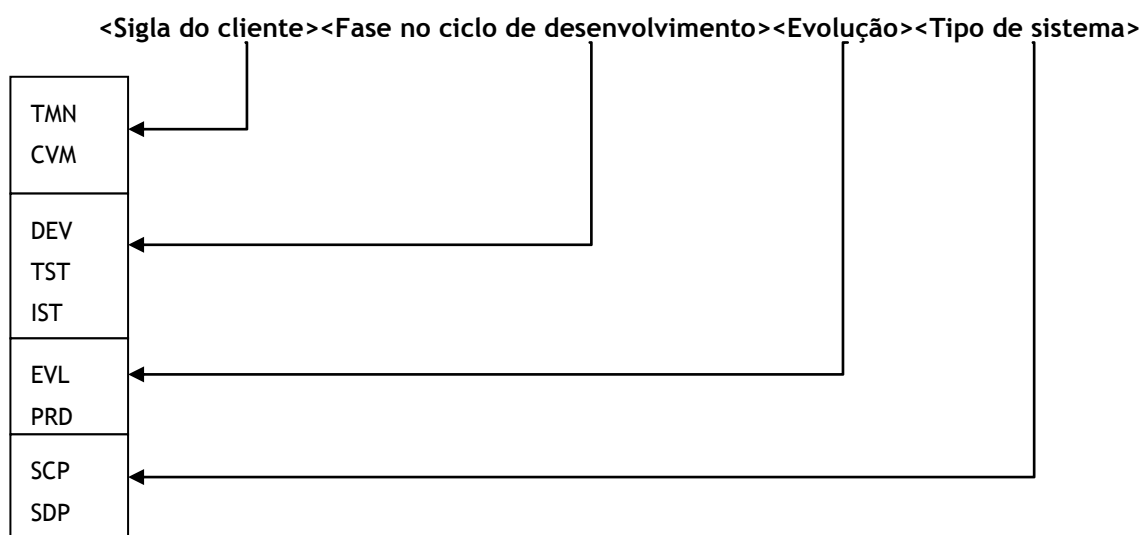 <Sigla do cliente><Fase no ciclo de desenvolvimento><Evolução><Tipo de sistema>
TMN
CVM
DEV
TST
IST
EVL
PRD
SCP
SDP